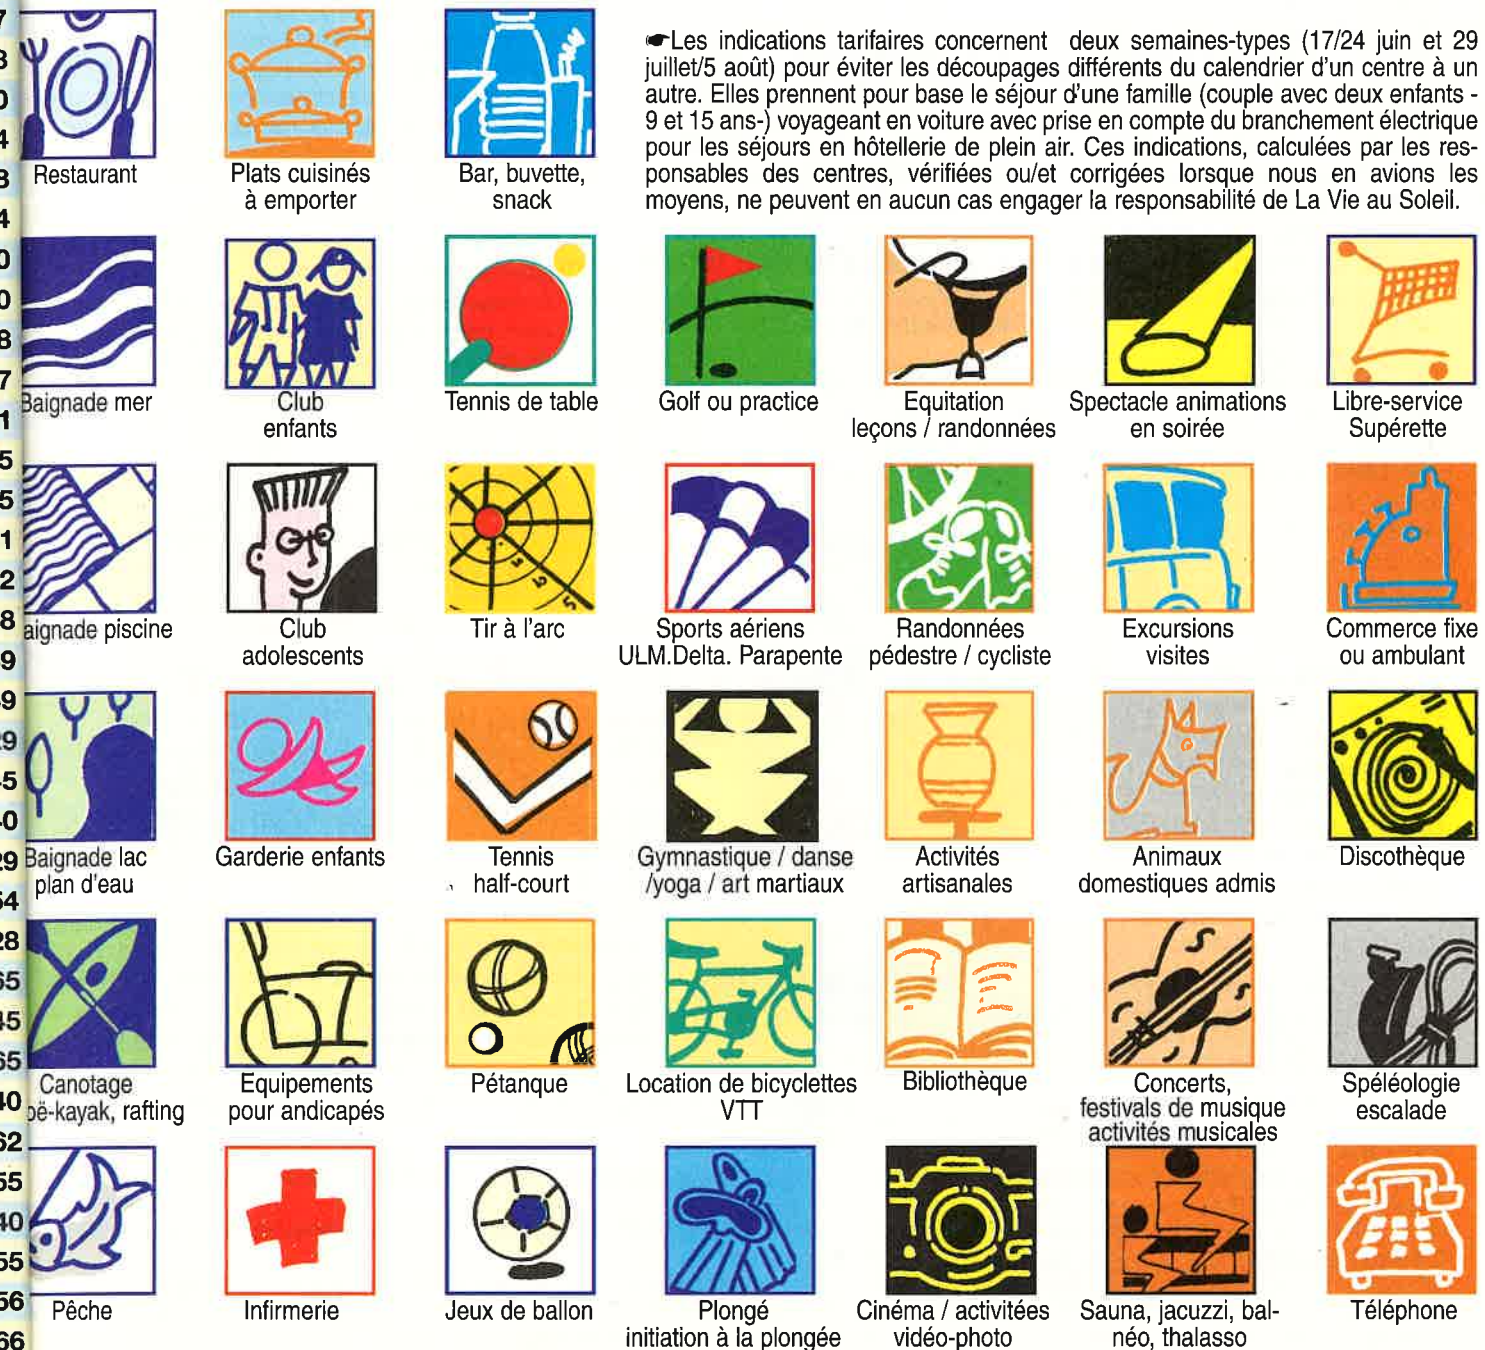 ☛Les indications tarifaires concernent deux semaines-types (17/24 juin et 29
juillet/5 août) pour éviter les découpages différents du calendrier d'un centre à un
autre. Elles prennent pour base le séjour d'une famille (couple avec deux enfants -
9 et 15 ans-) voyageant en voiture avec prise en compte du branchement électrique
pour les séjours en hôtellerie de plein air. Ces indications, calculées par les res-
ponsables des centres, vérifiées ou/et corrigées lorsque nous en avions les
moyens, ne peuvent en aucun cas engager la responsabilité de La Vie au Soleil.
Restaurant
Plats cuisinés
à emporter
Bar, buvette,
snack
Baignade mer
Club
enfants
Tennis de table
Golf ou practice
Equitation
leçons / randonnées
Spectacle animations
en soirée
Libre-service
Supérette
aignade piscine
Club
adolescents
Tir à l'arc
Sports aériens
ULM.Delta. Parapente
Randonnées
pédestre / cycliste
Excursions
visites
Commerce fixe
ou ambulant
Baignade lac
plan d'eau
Garderie enfants
Tennis
half-court
Gymnastique / danse
/yoga / art martiaux
Activités
artisanales
Animaux
domestiques admis
Discothèque
Canotage
oë-kayak, rafting
Equipements
pour andicapés
Pétanque
Location de bicyclettes
VTT
Bibliothèque
Concerts,
festivals de musique
activités musicales
Spéléologie
escalade
Pêche
Infirmerie
Jeux de ballon
Plongé
initiation à la plongée
Cinéma / activitées
vidéo-photo
Sauna, jacuzzi, bal-
néo, thalasso
Téléphone